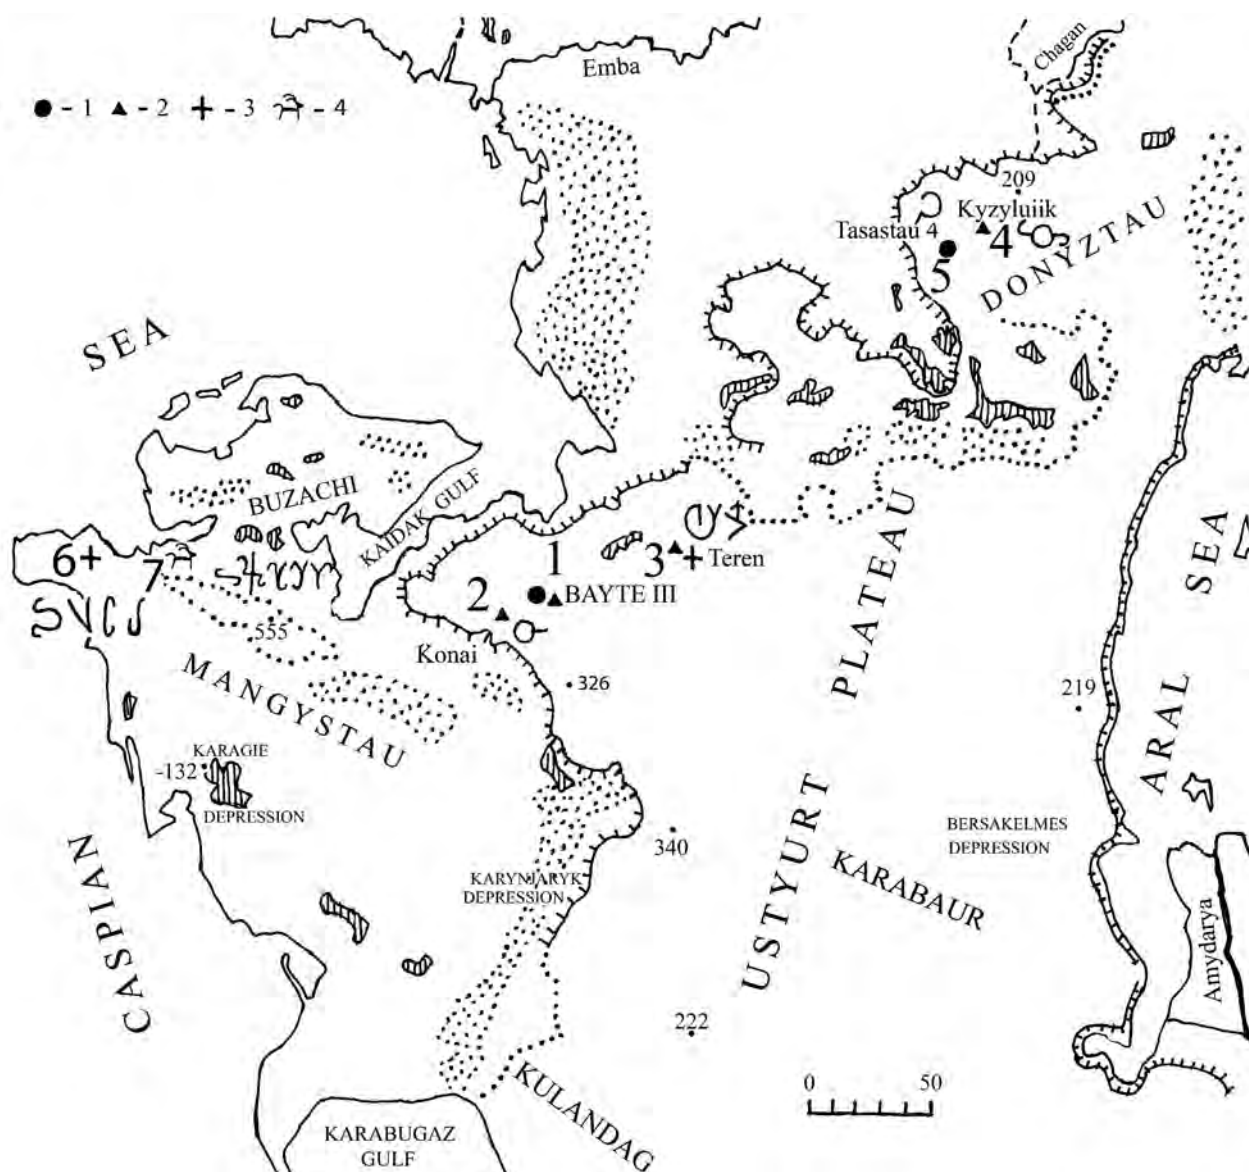 Emba
Chagan
● - 1 ▲ - 2 + - 3 - 4
209
Kyzyluiik
Tasastau 4
4
5
DONYZTAU
SEA
BUZACHI
KAIDAK GULF
6+
7
1
3
Teren
2
BAYTE III
555
Konai
326
MANGYSTAU
PLATEAU
SEA
219
KARAGIE
-132
DEPRESSION
ARAL
340
BERSAKELMES
DEPRESSION
KARABAUR
KARYNJARYK
DEPRESSION
USTYURT
CASPIAN
Amydarya
222
0 50
KULANDAG
KARABUGAZ
GULF